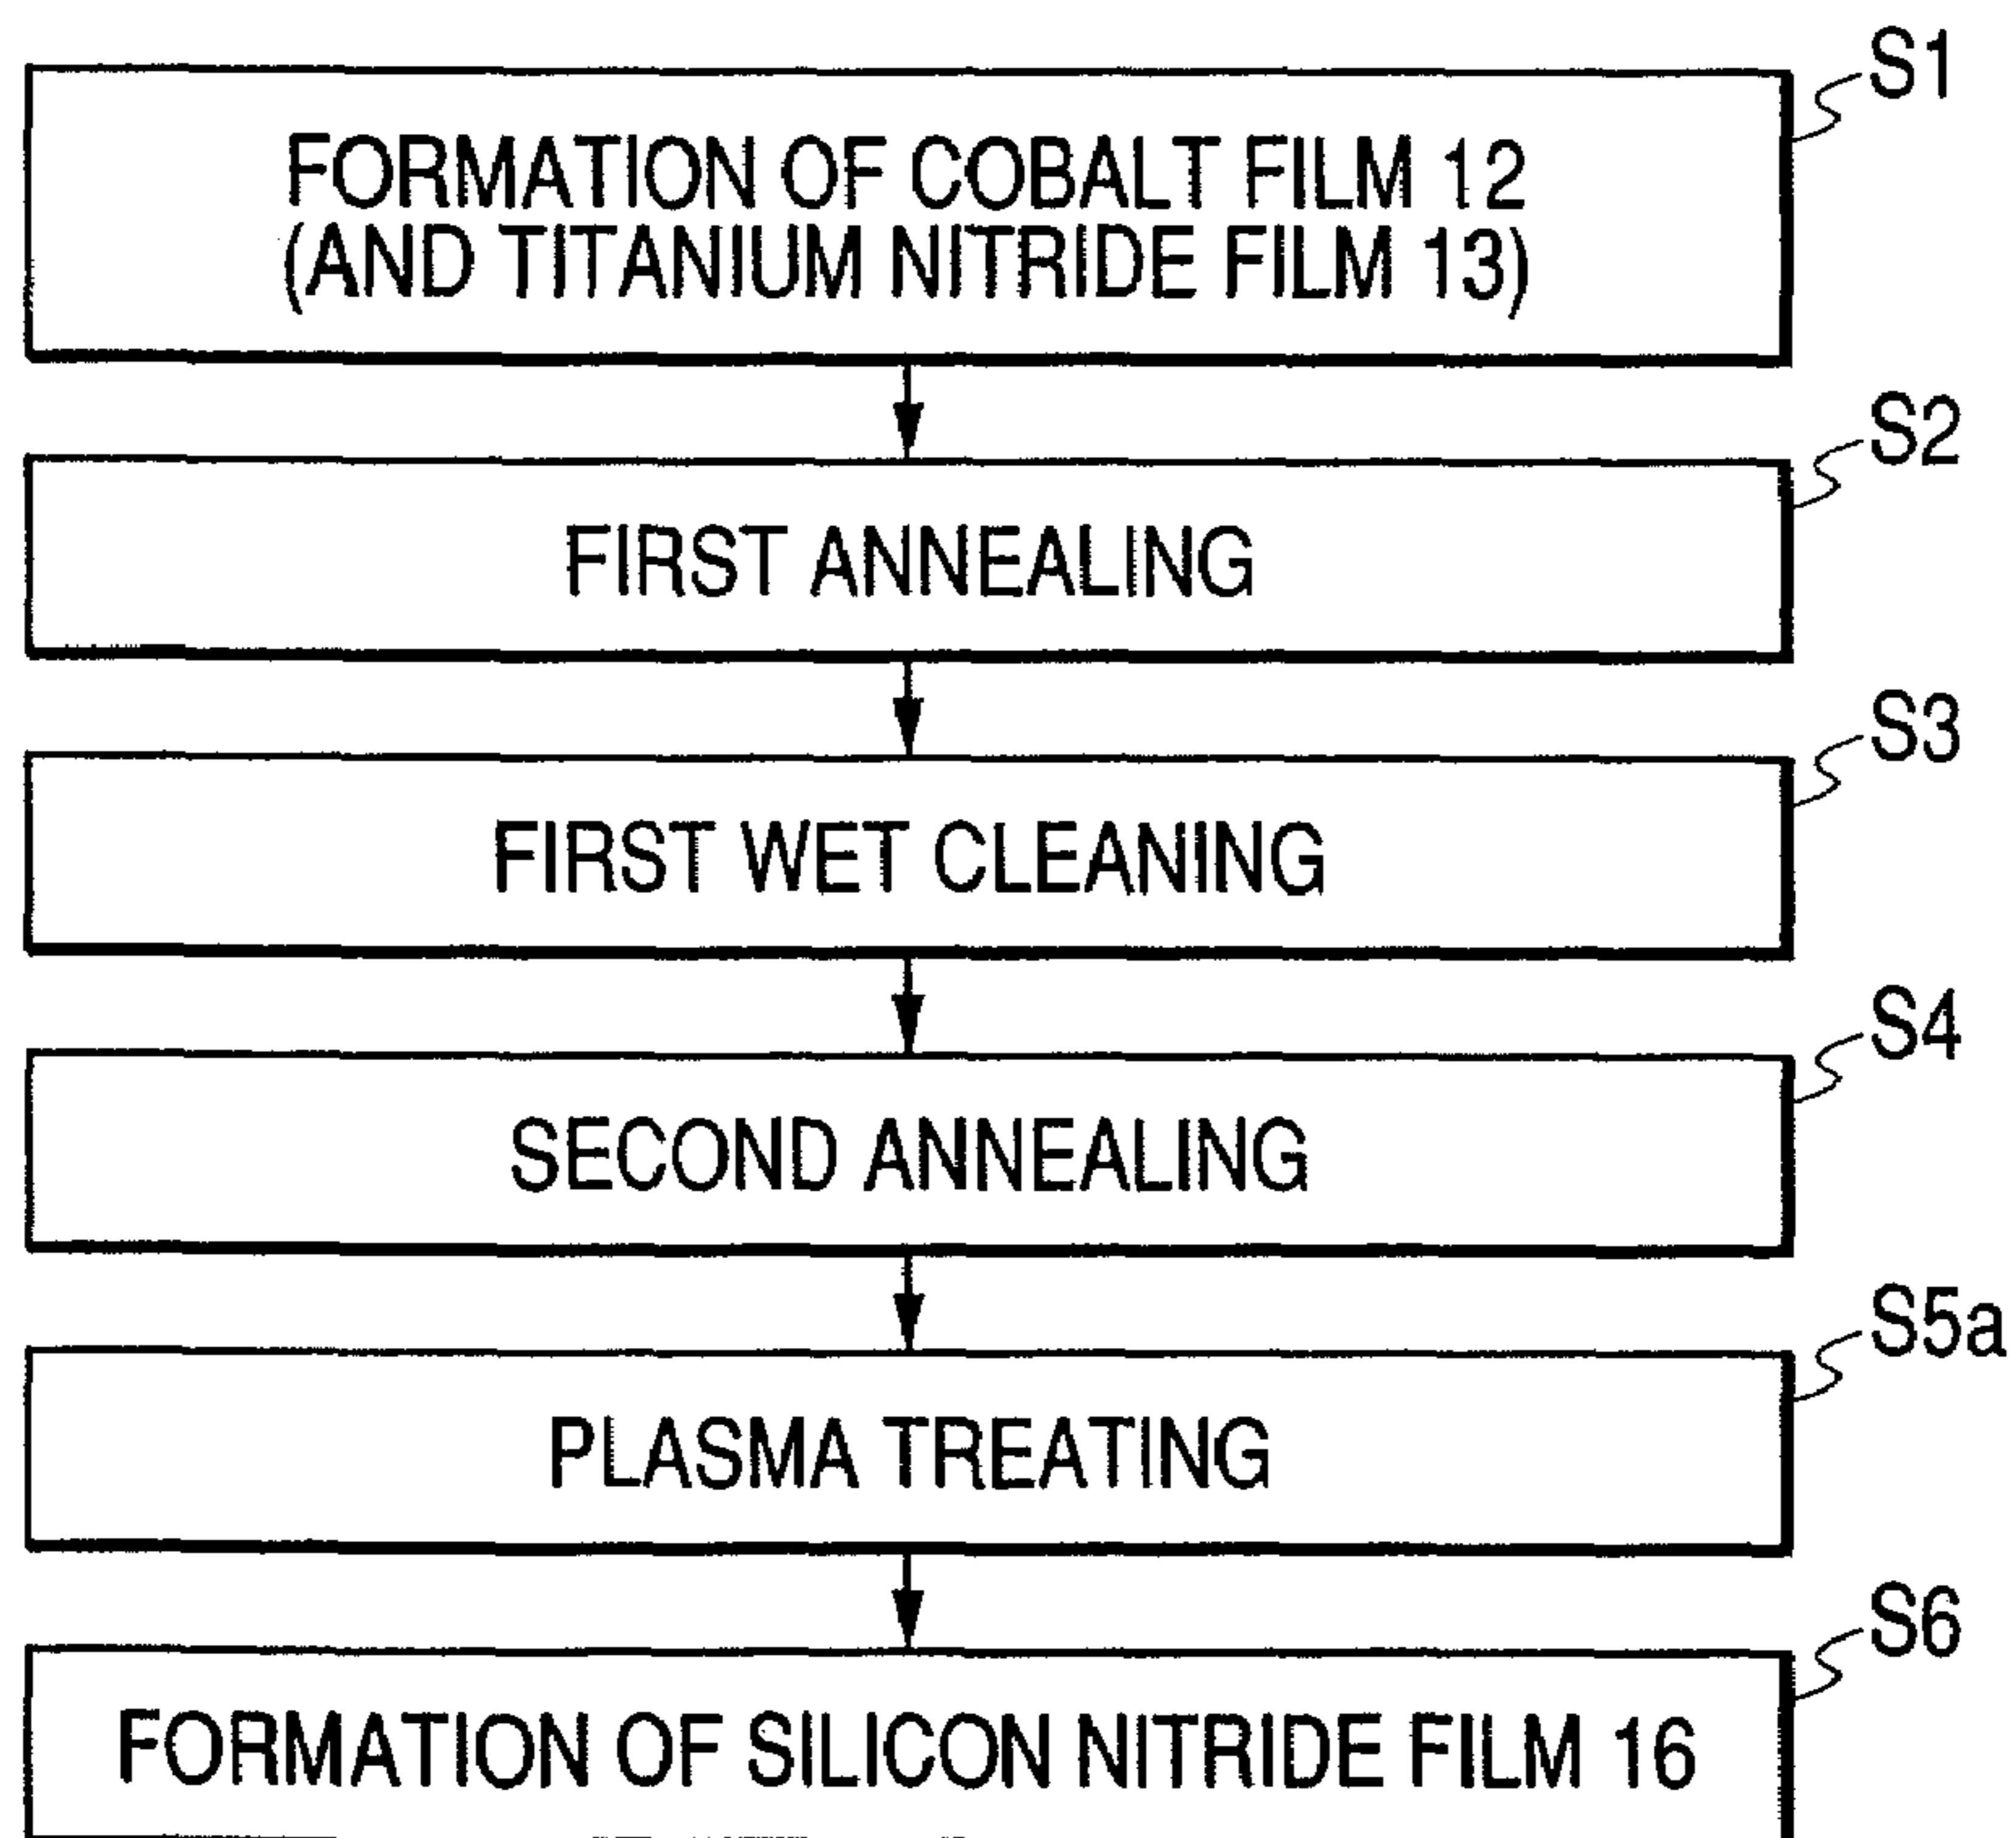 S1
FORMATION OF COBALT FILM 12
(AND TITANIUM NITRIDE FILM 13)
S2
FIRST ANNEALING
S3
FIRST WET CLEANING
S4
SECOND ANNEALING
S5a
PLASMA TREATING
S6
FORMATION OF SILICON NITRIDE FILM 16